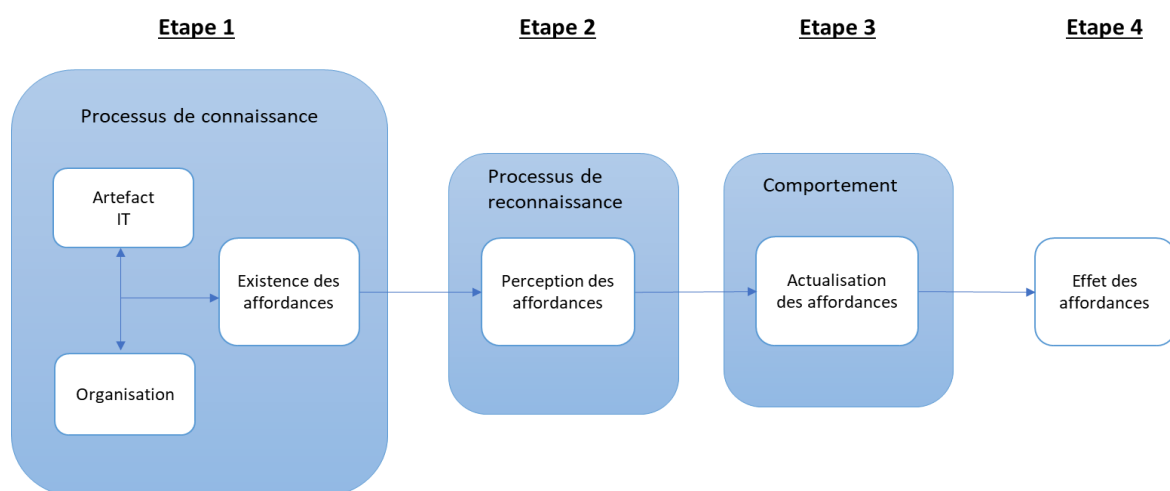 Etape 1
Etape 2
Etape 3
Etape 4
Processus de connaissance
Artefact
IT
Organisation
Existence des
affordances
Processus de
reconnaissance
Perception des
affordances
Comportement
Actualisation
des affordances
Effet des
affordances